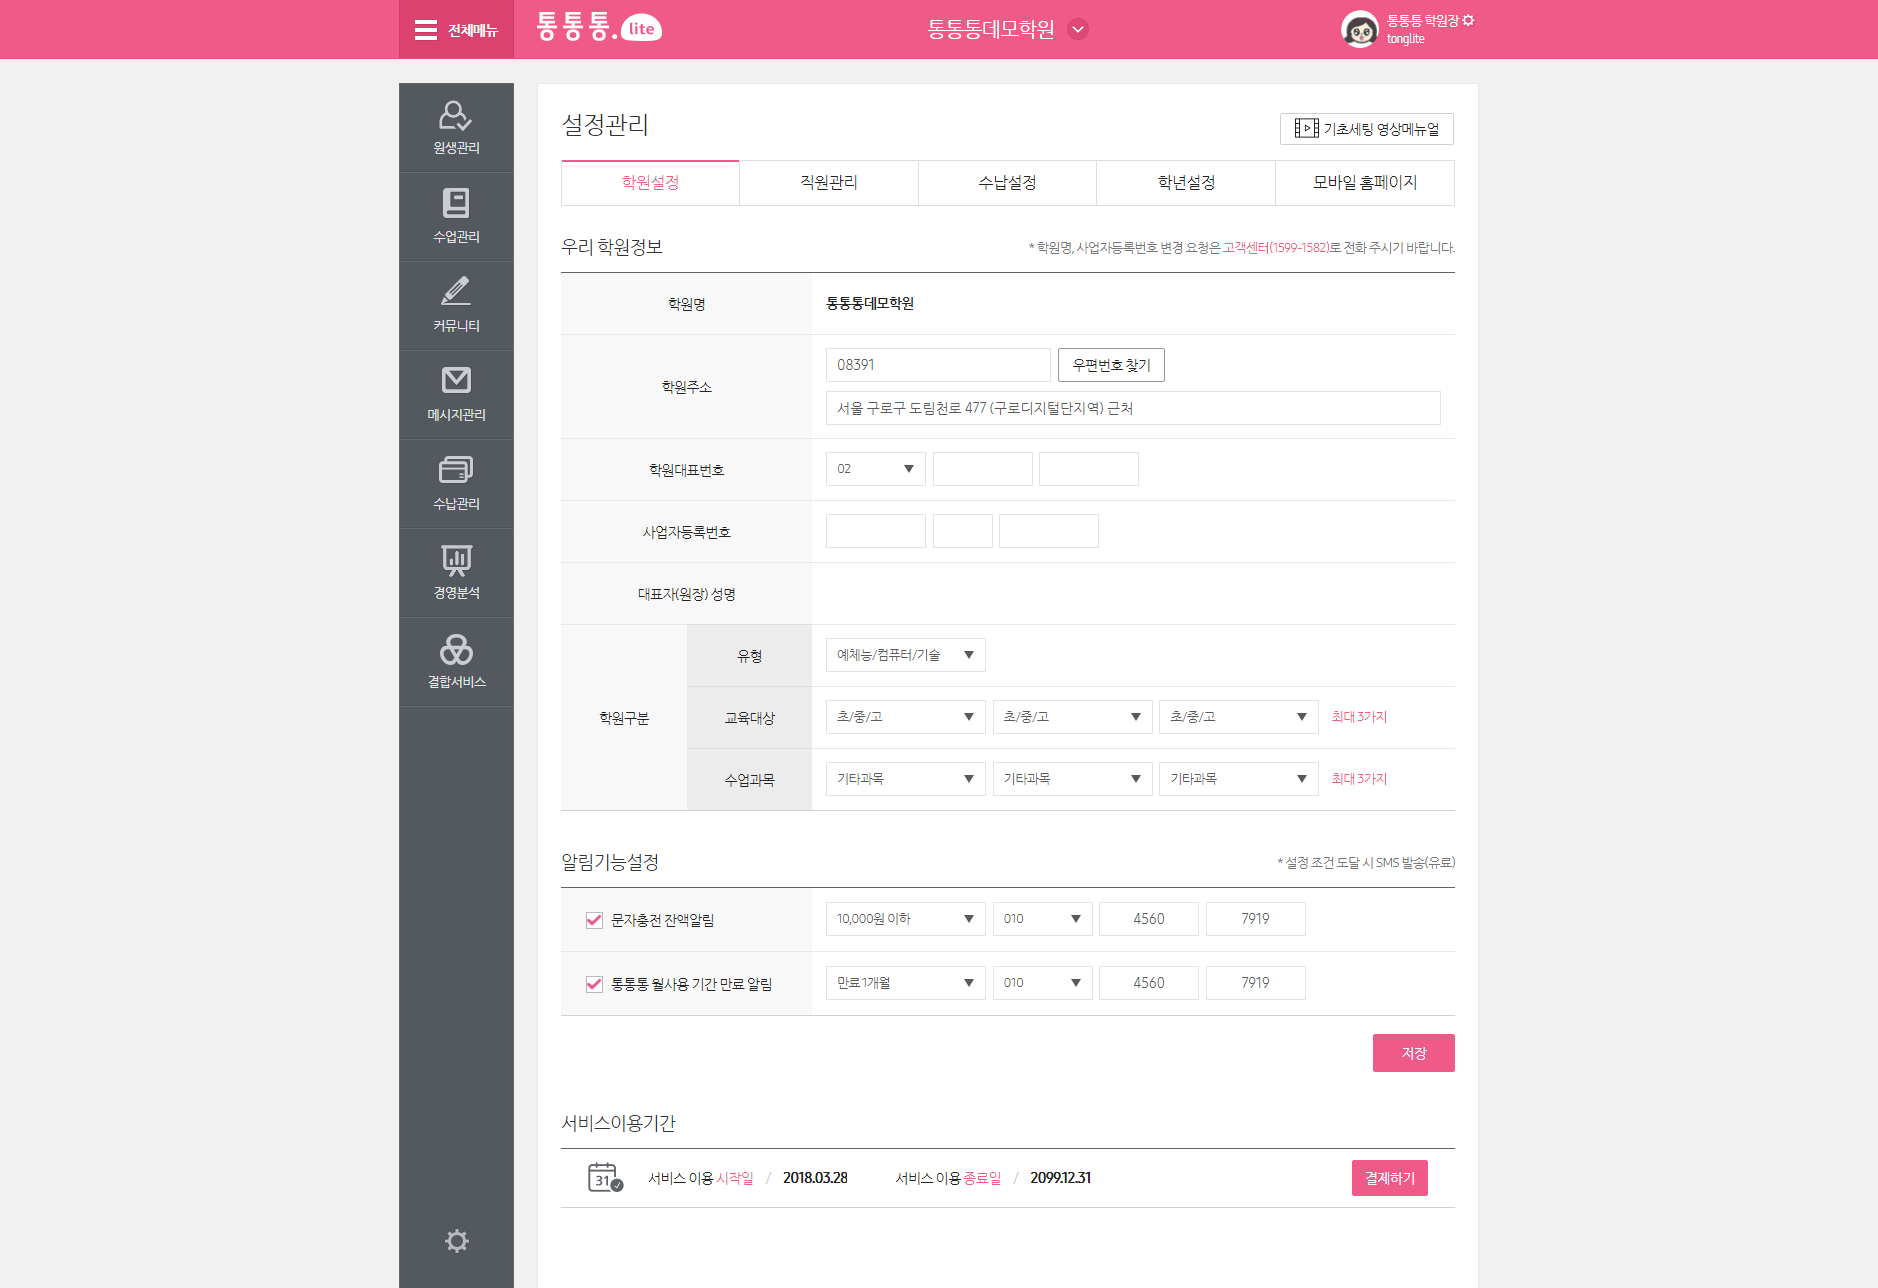 전체메뉴
통통통.lite
통통통데모학원
통통통 학원장
tonglite
원생관리
수업관리
커뮤니티
메시지관리
수납관리
경영분석
결합서비스
설정관리
기초세팅 영상메뉴얼
학원설정 직원관리 수납설정 학년설정 모바일 홈페이지
우리 학원정보
* 학원명, 사업자등록번호 변경 요청은 고객센터(1599-1582)로 전화 주시기 바랍니다.
학원명 통통통데모학원
학원주소 08391 우편번호 찾기
서울 구로구 도림천로 477 (구로디지털단지역) 근처
학원대표번호 02
사업자등록번호
대표자(원장) 성명
학원구분
유형 예체능/컴퓨터/기술
교육대상 초/중/고 초/중/고 초/중/고 최대 3가지
수업과목 기타과목 기타과목 기타과목 최대 3가지
알림기능설정
* 설정 조건 도달 시 SMS 발송(유료)
문자충전 잔액알림 10,000원 이하 010 4560 7919
통통통 월사용 기간 만료 알림 만료 1개월 010 4560 7919
저장
서비스이용기간
31 서비스 이용 시작일 / 2018.03.28 서비스 이용 종료일 / 2099.12.31 결제하기